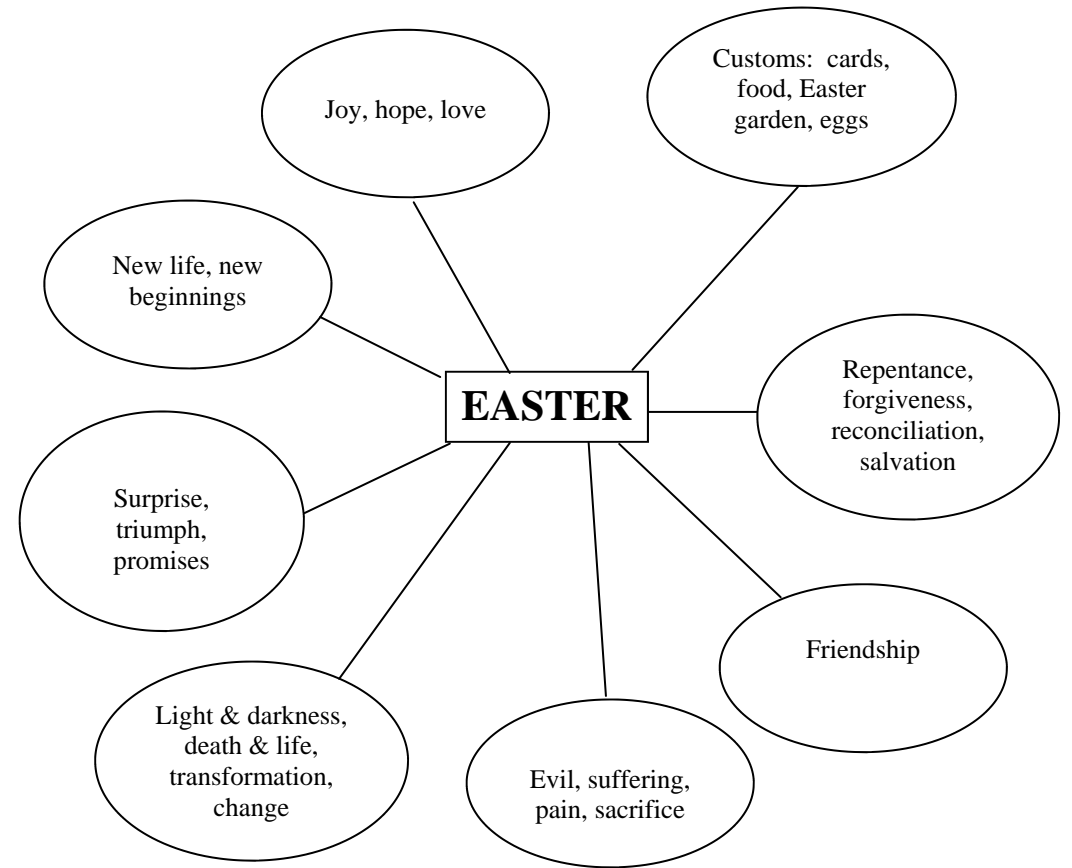 Joy, hope, love
Customs:  cards,
food, Easter
garden, eggs
New life, new
beginnings
EASTER
Repentance,
forgiveness,
reconciliation,
salvation
Surprise,
triumph,
promises
Friendship
Light & darkness,
death & life,
transformation,
change
Evil, suffering,
pain, sacrifice